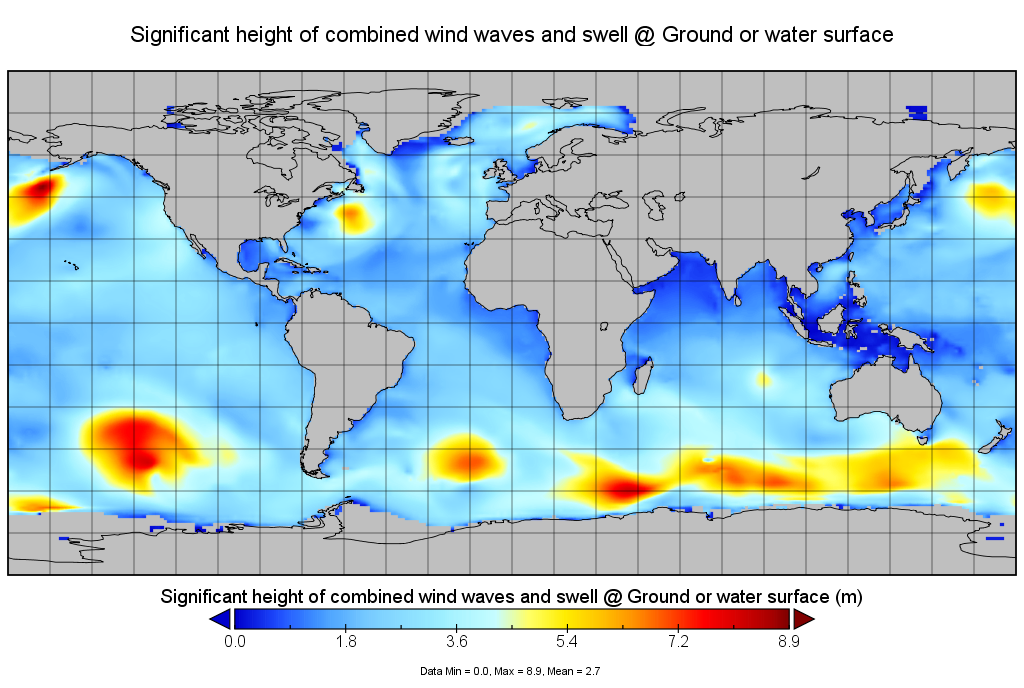 Significant height of combined wind waves and swell @ Ground or water surface
Significant height of combined wind waves and swell @ Ground or water surface (m)
0.0 1.8 3.6 5.4 7.2 8.9
Data Min = 0.0, Max = 8.9, Mean = 2.7